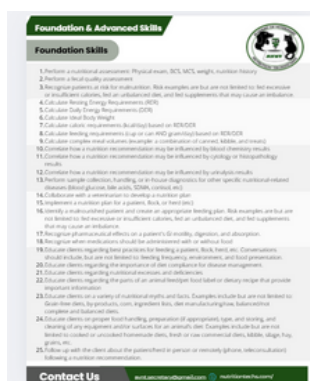 Foundation & Advanced Skills
Foundation Skills
1. Perform a nutritional assessment: Physical exam, BCS, MCS, weight, nutrition history
2. Perform a fecal quality assessment
3. Recognize patients at risk for malnutrition. Risk examples are but are not limited to fed excessive
or insufficient calories, fed an unbalanced diet, and fed supplements that may cause an imbalance
4. Calculate Resting Energy Requirements (RER)
5. Calculate Daily Energy Requirements (DER)
6. Calculate Ideal Body Weight
7. Calculate caloric requirements (kcal/day) based on RER/DER
8. Calculate feeding requirements (cup or can AND gram/day) based on RER/DER
9. Calculate complex meal volumes (example: a combination of canned, kibble, and treats)
10. Correlate how a nutrition recommendation may be influenced by blood chemistry results
11. Correlate how a nutrition recommendation may be influenced by cytology or histopathology
results
12. Correlate how a nutrition recommendation may be influenced by urinalysis results
13. Perform sample collection, handling, or in-house diagnostics for other specific nutritional-related
diseases (blood glucose, bile acids, SDMA, cortisol, etc)
14. Collaborate with a veterinarian to develop a nutrition plan
15. Implement a nutrition plan for a patient, flock, or herd (etc)
16. Identify a malnourished patient and create an appropriate feeding plan. Risk examples are but are
not limited to: fed excessive or insufficient calories, fed an unbalanced diet, and fed supplements
that may cause an imbalance
17. Recognize pharmaceutical effects on a patient's GI motility, digestion, and absorption.
18. Recognize when medications should be administered with or without food
19. Educate clients regarding best practices for feeding a patient, flock, herd, etc. Conversations
should include, but are not limited to: feeding frequency, environment, and food presentation.
20. Educate clients regarding the importance of diet compliance for disease management.
21. Educate clients regarding nutritional excesses and deficiencies
22. Educate clients regarding the parts of an animal feed/pet food label or dietary recipe that provide
important information
23. Educate clients on a variety of nutritional myths and facts. Examples include but are not limited to
Grain-free diets, by-products, corn, ingredient lists, diet manufacturing/raw, balanced/not
complete and balanced diets.
24. Educate clients on proper food handling, preparation (if appropriate), type, and storing, and
cleaning of any equipment and/or surfaces for an animal's diet. Examples include but are not
limited to: cooked or uncooked homemade diets, fresh or raw commercial diets, kibble, silage, hay,
grains, etc.
25. Follow up with the client about the patient/herd in person or remotely (phone, teleconsultation)
following a nutrition recommendation.
Contact Us
nutritiontechs.com/